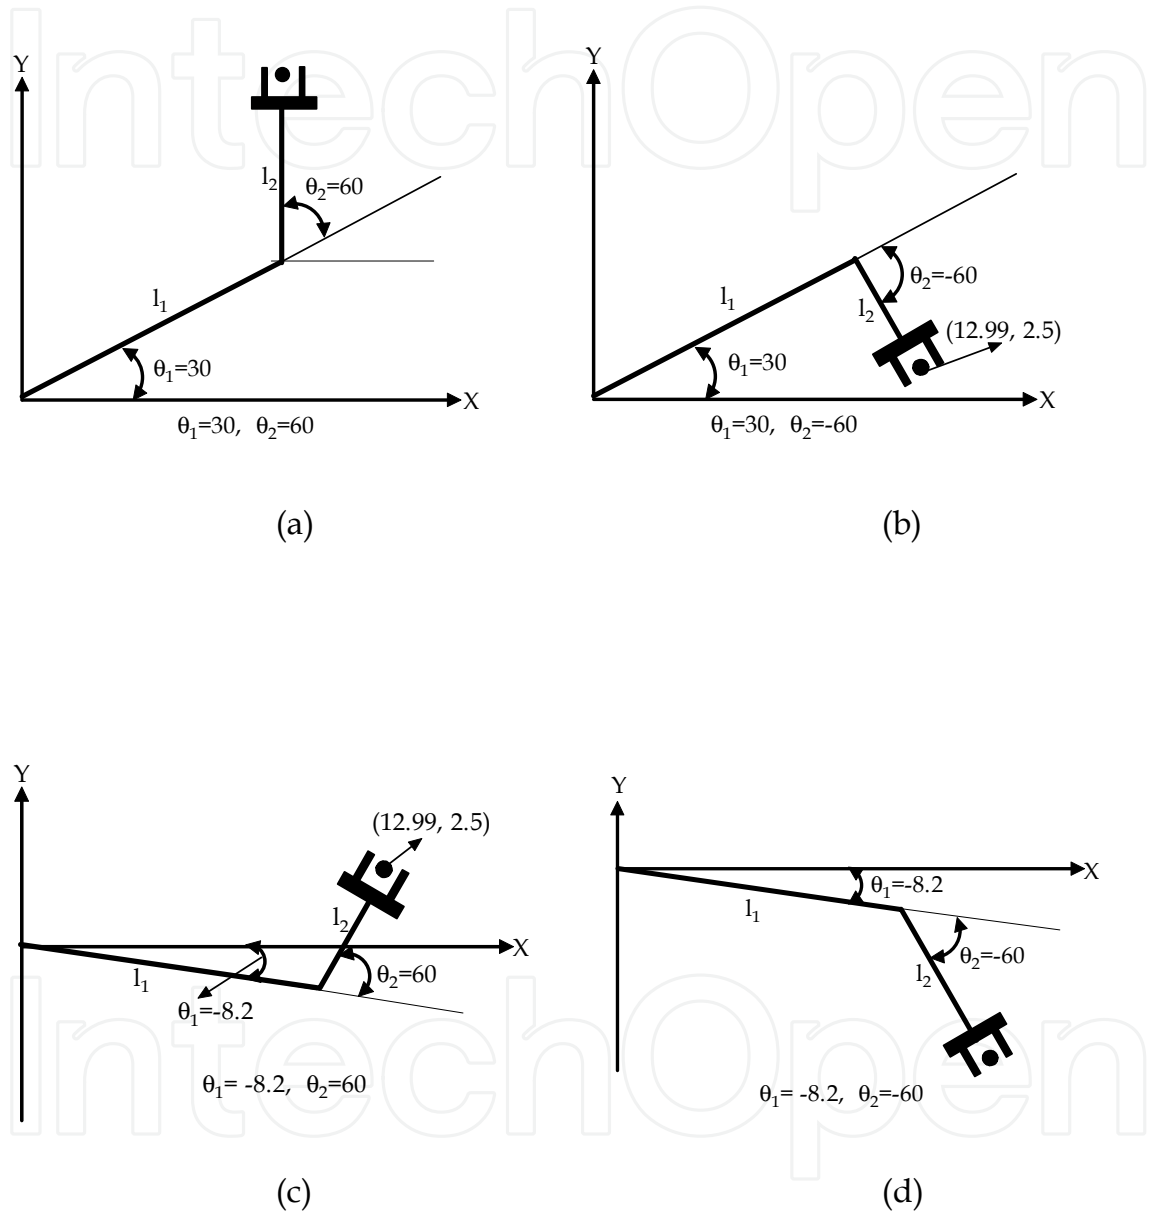 IntechOpen
Y
l2
θ2=60
l1
θ1=30
X
θ1=30, θ2=60
(a)
Y
θ2=-60
l1
l2
(12.99, 2.5)
θ1=30
X
θ1=30, θ2=-60
(b)
Y
(12.99, 2.5)
l2
X
l1
θ2=60
θ1=-8.2
θ1= -8.2, θ2=60
(c)
Y
X
θ1=-8.2
l1
θ2=-60
l2
θ1= -8.2, θ2=-60
(d)
IntechOpen